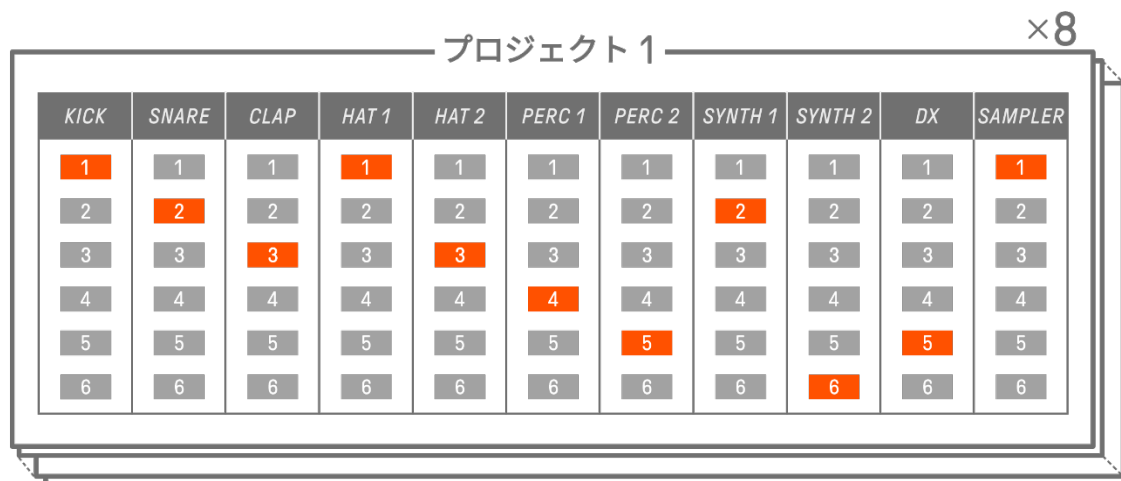 ×8
プロジェクト 1
KICK SNARE CLAP HAT 1 HAT 2 PERC 1 PERC 2 SYNTH 1 SYNTH 2 DX SAMPLER
1 1 1 1 1 1 1 1 1 1 1
2 2 2 2 2 2 2 2 2 2 2
3 3 3 3 3 3 3 3 3 3 3
4 4 4 4 4 4 4 4 4 4 4
5 5 5 5 5 5 5 5 5 5 5
6 6 6 6 6 6 6 6 6 6 6